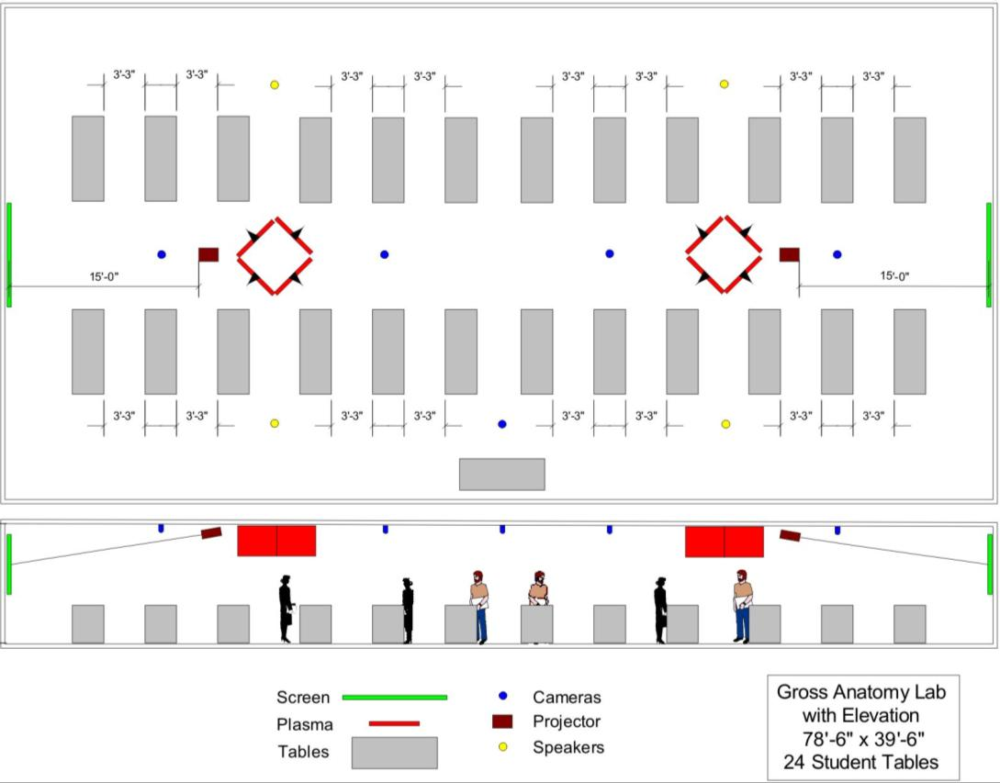 3'-3" 3'-3" 3'-3" 3'-3" 3'-3" 3'-3" 3'-3" 3'-3"
15'-0" 15'-0"
3'-3" 3'-3" 3'-3" 3'-3" 3'-3" 3'-3" 3'-3" 3'-3"
Screen
Plasma
Tables
Cameras
Projector
Speakers
Gross Anatomy Lab
with Elevation
78'-6" x 39'-6"
24 Student Tables